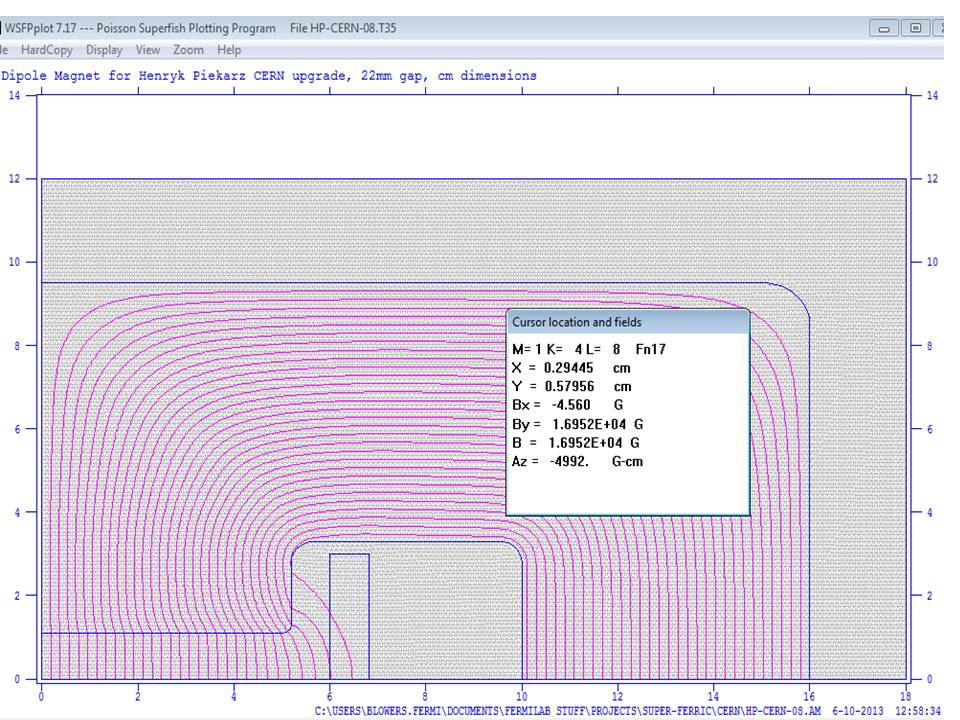 WSFPplot 7.17 --- Poisson Superfish Plotting Program File HP-CERN-08.T35
le HardCopy Display View Zoom Help
Dipole Magnet for Henryk Piekarz CERN upgrade, 22mm gap, cm dimensions
14 14
12 12
10 10
Cursor location and fields
M= 1 K= 4 L= 8 Fn17
8 8
X = 0.29445 cm
Y = 0.57956 cm
Bx = -4.560 G
By = 1.6952E+04 G
6 6
B = 1.6952E+04 G
Az = -4992. G-cm
4 4
2 2
0 0
0 2 4 6 8 10 12 14 16 18
C:\USERS\BLOWERS.FERMI\DOCUMENTS\FERMILAB STUFF\PROJECTS\SUPER-FERRIC\CERN\HP-CERN-08.AM 6-10-2013 12:58:34